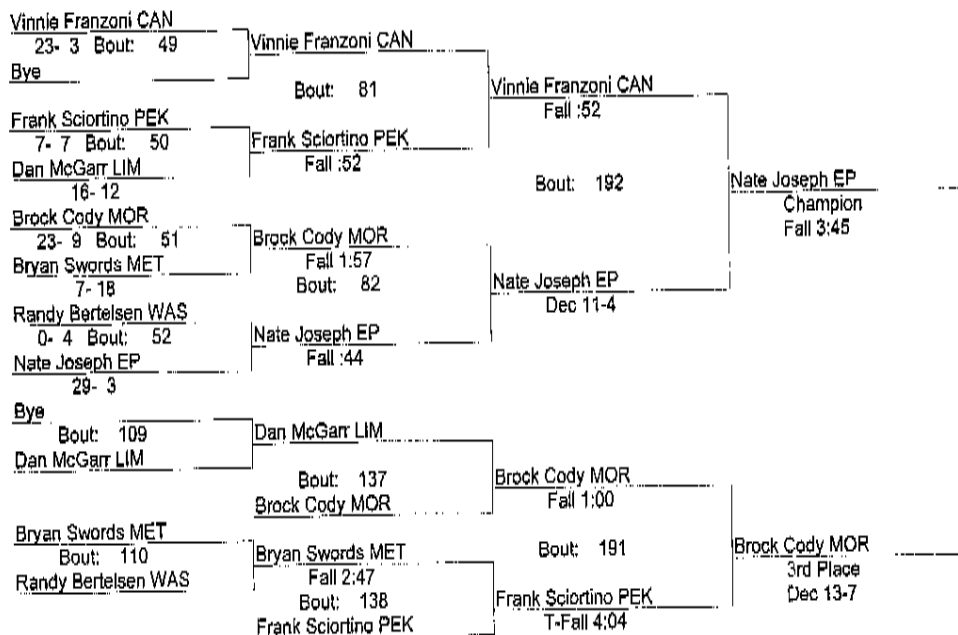 Vinnie Franzoni CAN
23- 3 Bout: 49
Bye
Vinnie Franzoni CAN
Bout: 81
Frank Sciortino PEK
7- 7 Bout: 50
Dan McGarr LIM
16- 12
Frank Sciortino PEK
Fall :52
Vinnie Franzoni CAN
Fall :52
Brock Cody MOR
23- 9 Bout: 51
Bryan Swords MET
7- 18
Brock Cody MOR
Fall 1:57
Bout: 82
Randy Bertelsen WAS
0- 4 Bout: 52
Nate Joseph EP
29- 3
Nate Joseph EP
Fall :44
Nate Joseph EP
Dec 11-4
Bout: 192
Nate Joseph EP
Champion
Fall 3:45
Bye
Bout: 109
Dan McGarr LIM
Dan McGarr LIM
Bout: 137
Brock Cody MOR
Brock Cody MOR
Fall 1:00
Bryan Swords MET
Bout: 110
Randy Bertelsen WAS
Bryan Swords MET
Fall 2:47
Bout: 138
Frank Sciortino PEK
Frank Sciortino PEK
T-Fall 4:04
Bout: 191
Brock Cody MOR
3rd Place
Dec 13-7